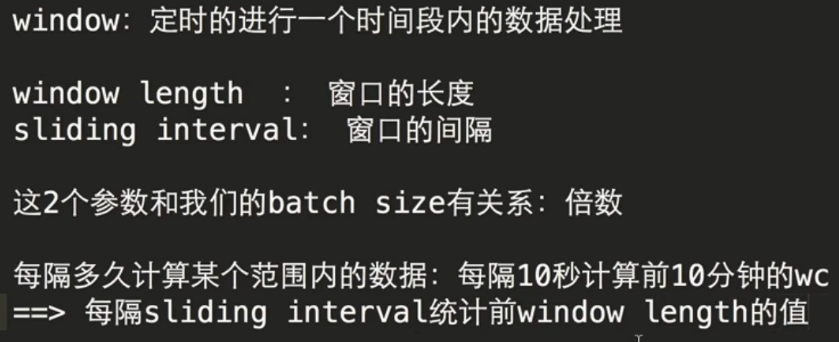 window: 定时的进行一个时间段内的数据处理
window length : 窗口的长度
sliding interval: 窗口的间隔
这2个参数和我们的batch size有关系: 倍数
每隔多久计算某个范围内的数据: 每隔10秒计算前10分钟的wc
==> 每隔sliding interval统计前window length的值